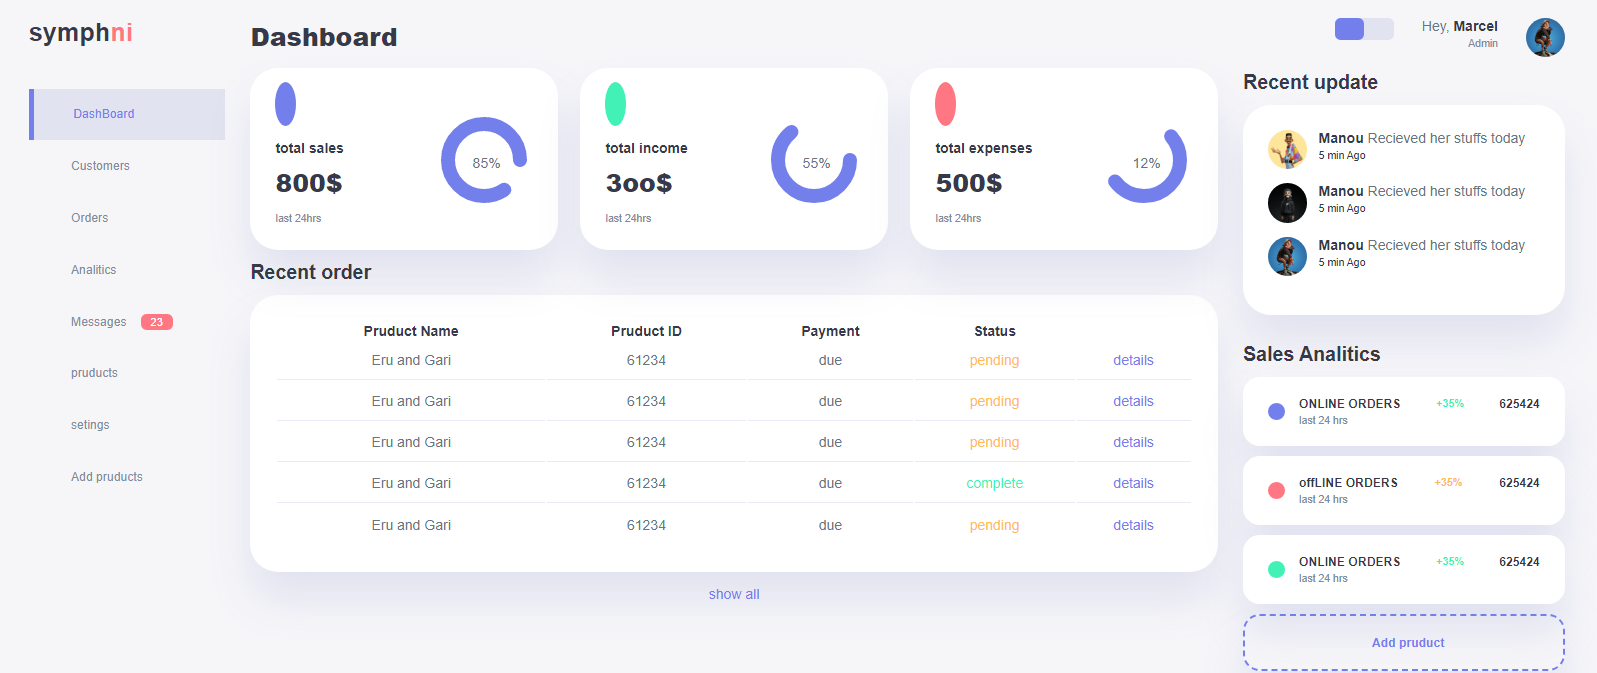 symphni
DashBoard
Customers
Orders
Analitics
Messages 23
pruducts
setings
Add pruducts
Dashboard
total sales
800$
last 24hrs
85%
total income
3oo$
last 24hrs
55%
total expenses
500$
last 24hrs
12%
Recent order
Pruduct Name Pruduct ID Payment Status
Eru and Gari 61234 due pending details
Eru and Gari 61234 due pending details
Eru and Gari 61234 due pending details
Eru and Gari 61234 due complete details
Eru and Gari 61234 due pending details
show all
Hey, Marcel
Admin
Recent update
Manou Recieved her stuffs today
5 min Ago
Manou Recieved her stuffs today
5 min Ago
Manou Recieved her stuffs today
5 min Ago
Sales Analitics
ONLINE ORDERS +35% 625424
last 24 hrs
offLINE ORDERS +35% 625424
last 24 hrs
ONLINE ORDERS +35% 625424
last 24 hrs
Add pruduct